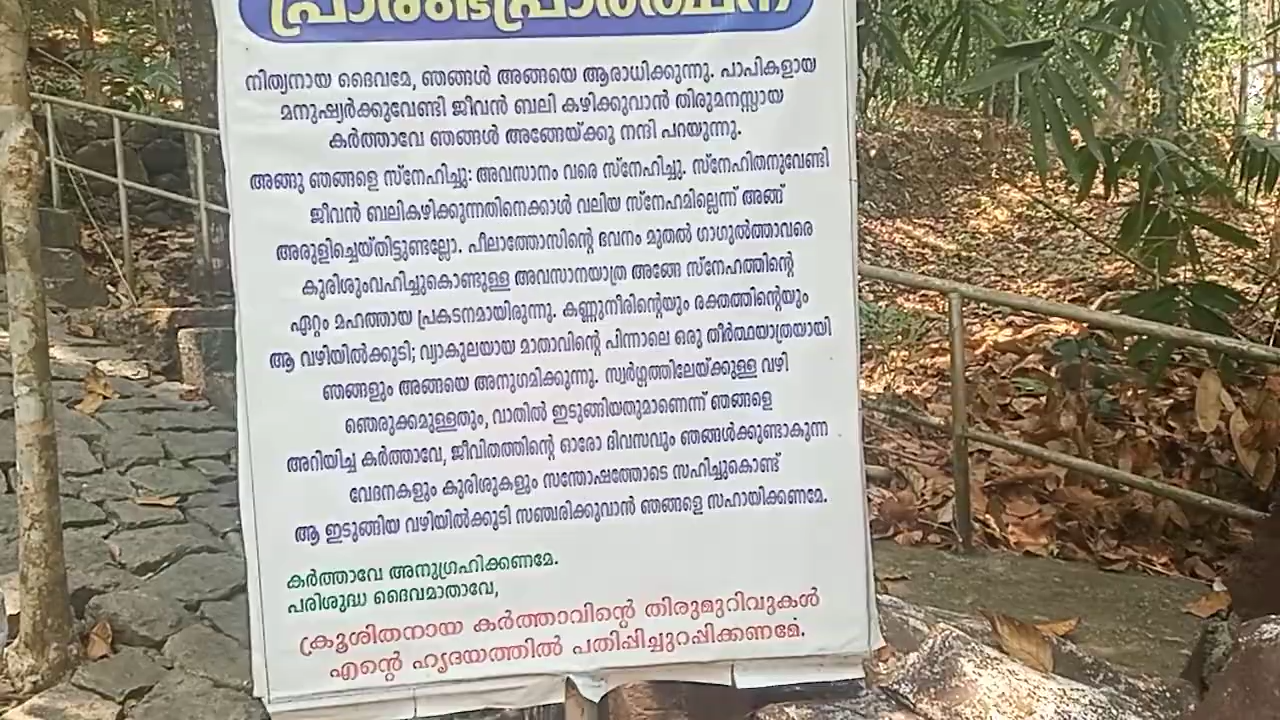 പ്രാരംഭപ്രാർത്ഥന
നിത്യനായ ദൈവമേ, ഞങ്ങൾ അങ്ങയെ ആരാധിക്കുന്നു. പാപികളായ
മനുഷ്യർക്കുവേണ്ടി ജീവൻ ബലി കഴിക്കുവാൻ തിരുമനസ്സായ
കർത്താവേ ഞങ്ങൾ അങ്ങേയ്ക്കു നന്ദി പറയുന്നു.
അങ്ങു ഞങ്ങളെ സ്നേഹിച്ചു: അവസാനം വരെ സ്നേഹിച്ചു. സ്നേഹിതനുവേണ്ടി
ജീവൻ ബലികഴിക്കുന്നതിനെക്കാൾ വലിയ സ്നേഹമില്ലെന്ന് അങ്ങ്
അരുളിച്ചെയ്തിട്ടുണ്ടല്ലോ. പീലാത്തോസിന്റെ ഭവനം മുതൽ ഗാഗുൽത്താവരെ
കുരിശുംവഹിച്ചുകൊണ്ടുള്ള അവസാനയാത്ര അങ്ങേ സ്നേഹത്തിന്റെ
ഏറ്റം മഹത്തായ പ്രകടനമായിരുന്നു. കണ്ണുനീരിന്റെയും രക്തത്തിന്റെയും
ആ വഴിയിൽക്കൂടി; വ്യാകുലയായ മാതാവിന്റെ പിന്നാലെ ഒരു തീർത്ഥയാത്രയായി
ഞങ്ങളും അങ്ങയെ അനുഗമിക്കുന്നു. സ്വർഗ്ഗത്തിലേയ്ക്കുള്ള വഴി
ഞെരുക്കമുള്ളതും, വാതിൽ ഇടുങ്ങിയതുമാണെന്ന് ഞങ്ങളെ
അറിയിച്ച കർത്താവേ, ജീവിതത്തിന്റെ ഓരോ ദിവസവും ഞങ്ങൾക്കുണ്ടാകുന്ന
വേദനകളും കുരിശുകളും സന്തോഷത്തോടെ സഹിച്ചുകൊണ്ട്
ആ ഇടുങ്ങിയ വഴിയിൽക്കൂടി സഞ്ചരിക്കുവാൻ ഞങ്ങളെ സഹായിക്കണമേ.
കർത്താവേ അനുഗ്രഹിക്കണമേ.
പരിശുദ്ധ ദൈവമാതാവേ,
ക്രൂശിതനായ കർത്താവിന്റെ തിരുമുറിവുകൾ
എന്റെ ഹൃദയത്തിൽ പതിപ്പിച്ചുറപ്പിക്കണമേ.